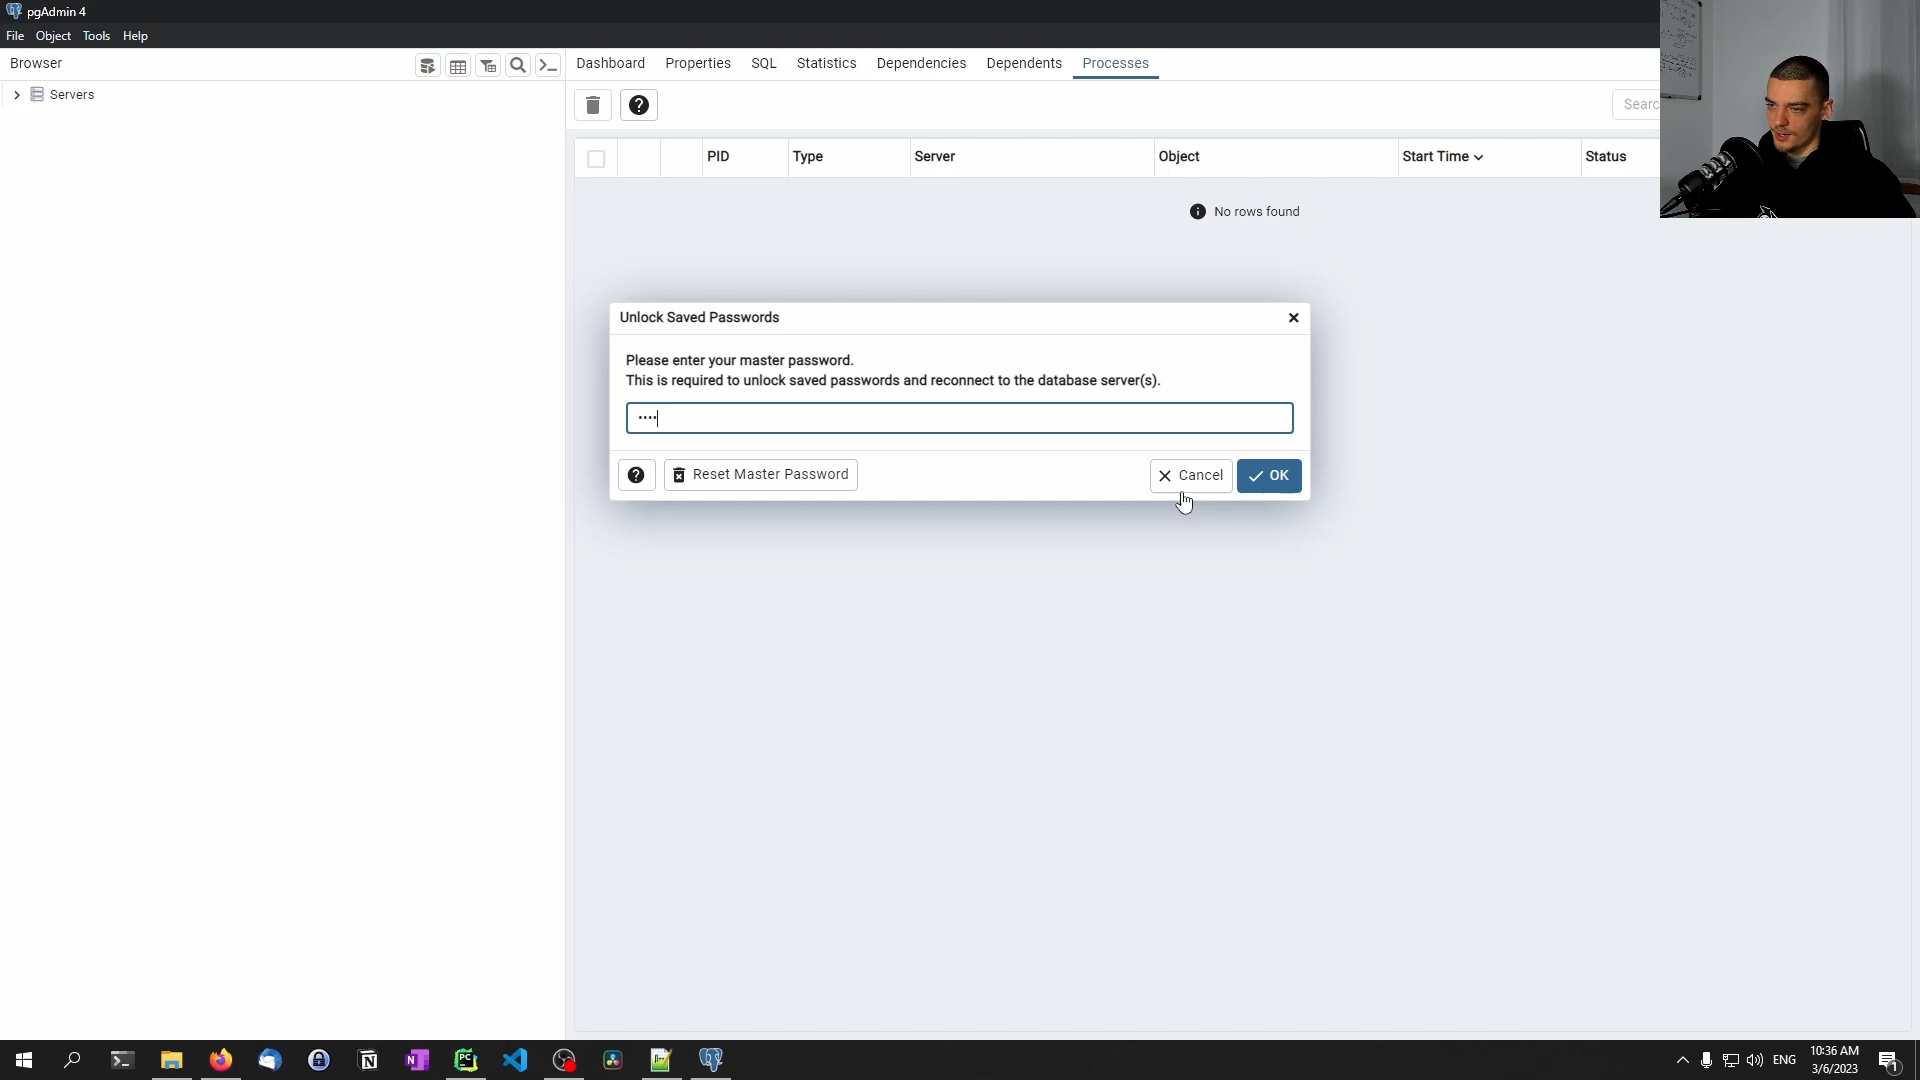 pgAdmin 4
File Object Tools Help
Browser
Dashboard Properties SQL Statistics Dependencies Dependents Processes
Servers
Searc
PID Type Server Object Start Time Status
No rows found
Unlock Saved Passwords
Please enter your master password.
This is required to unlock saved passwords and reconnect to the database server(s).
••••
Reset Master Password
Cancel
OK
ENG
10:36 AM
3/6/2023
1